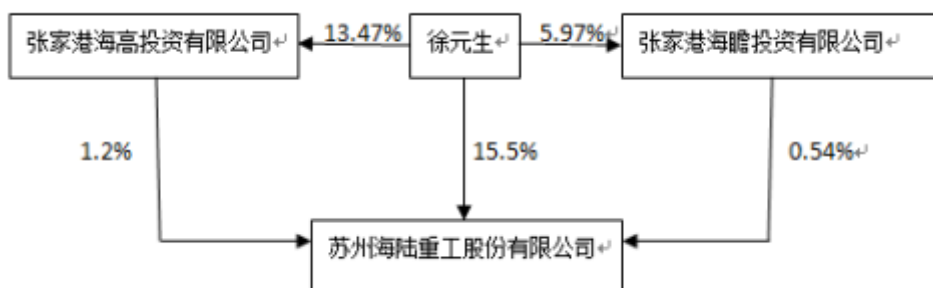 张家港海高投资有限公司↵
13.47%
徐元生↵
5.97%↵
张家港海瞻投资有限公司↵
1.2%
15.5%
0.54%↵
苏州海陆重工股份有限公司↵